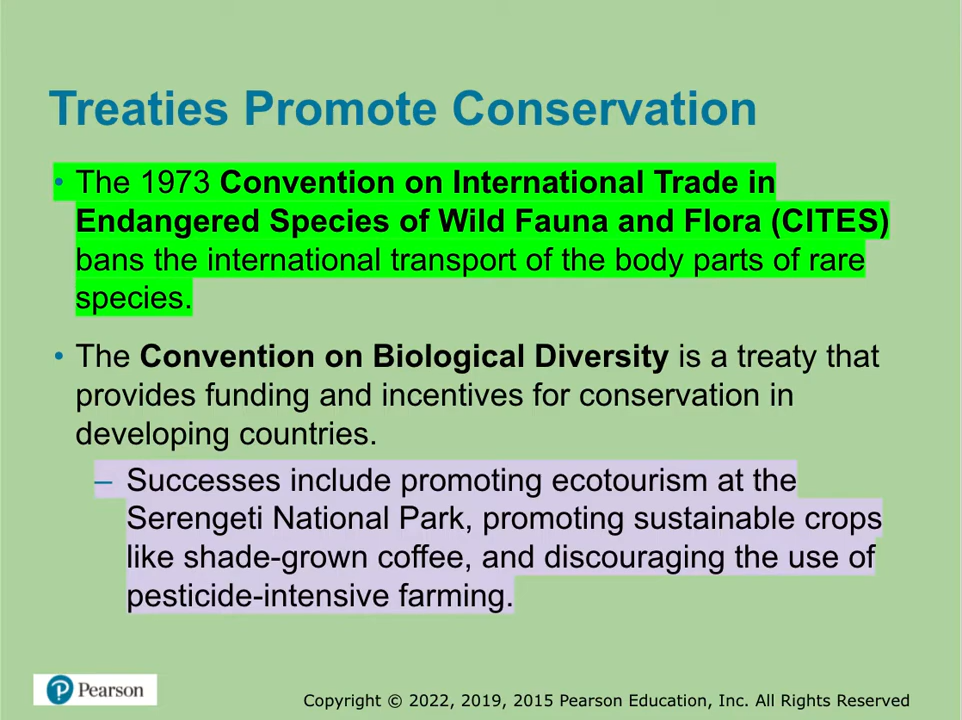 Treaties Promote Conservation
• The 1973 Convention on International Trade in
Endangered Species of Wild Fauna and Flora (CITES)
bans the international transport of the body parts of rare
species.
• The Convention on Biological Diversity is a treaty that
provides funding and incentives for conservation in
developing countries.
– Successes include promoting ecotourism at the
Serengeti National Park, promoting sustainable crops
like shade-grown coffee, and discouraging the use of
pesticide-intensive farming.
Pearson
Copyright © 2022, 2019, 2015 Pearson Education, Inc. All Rights Reserved